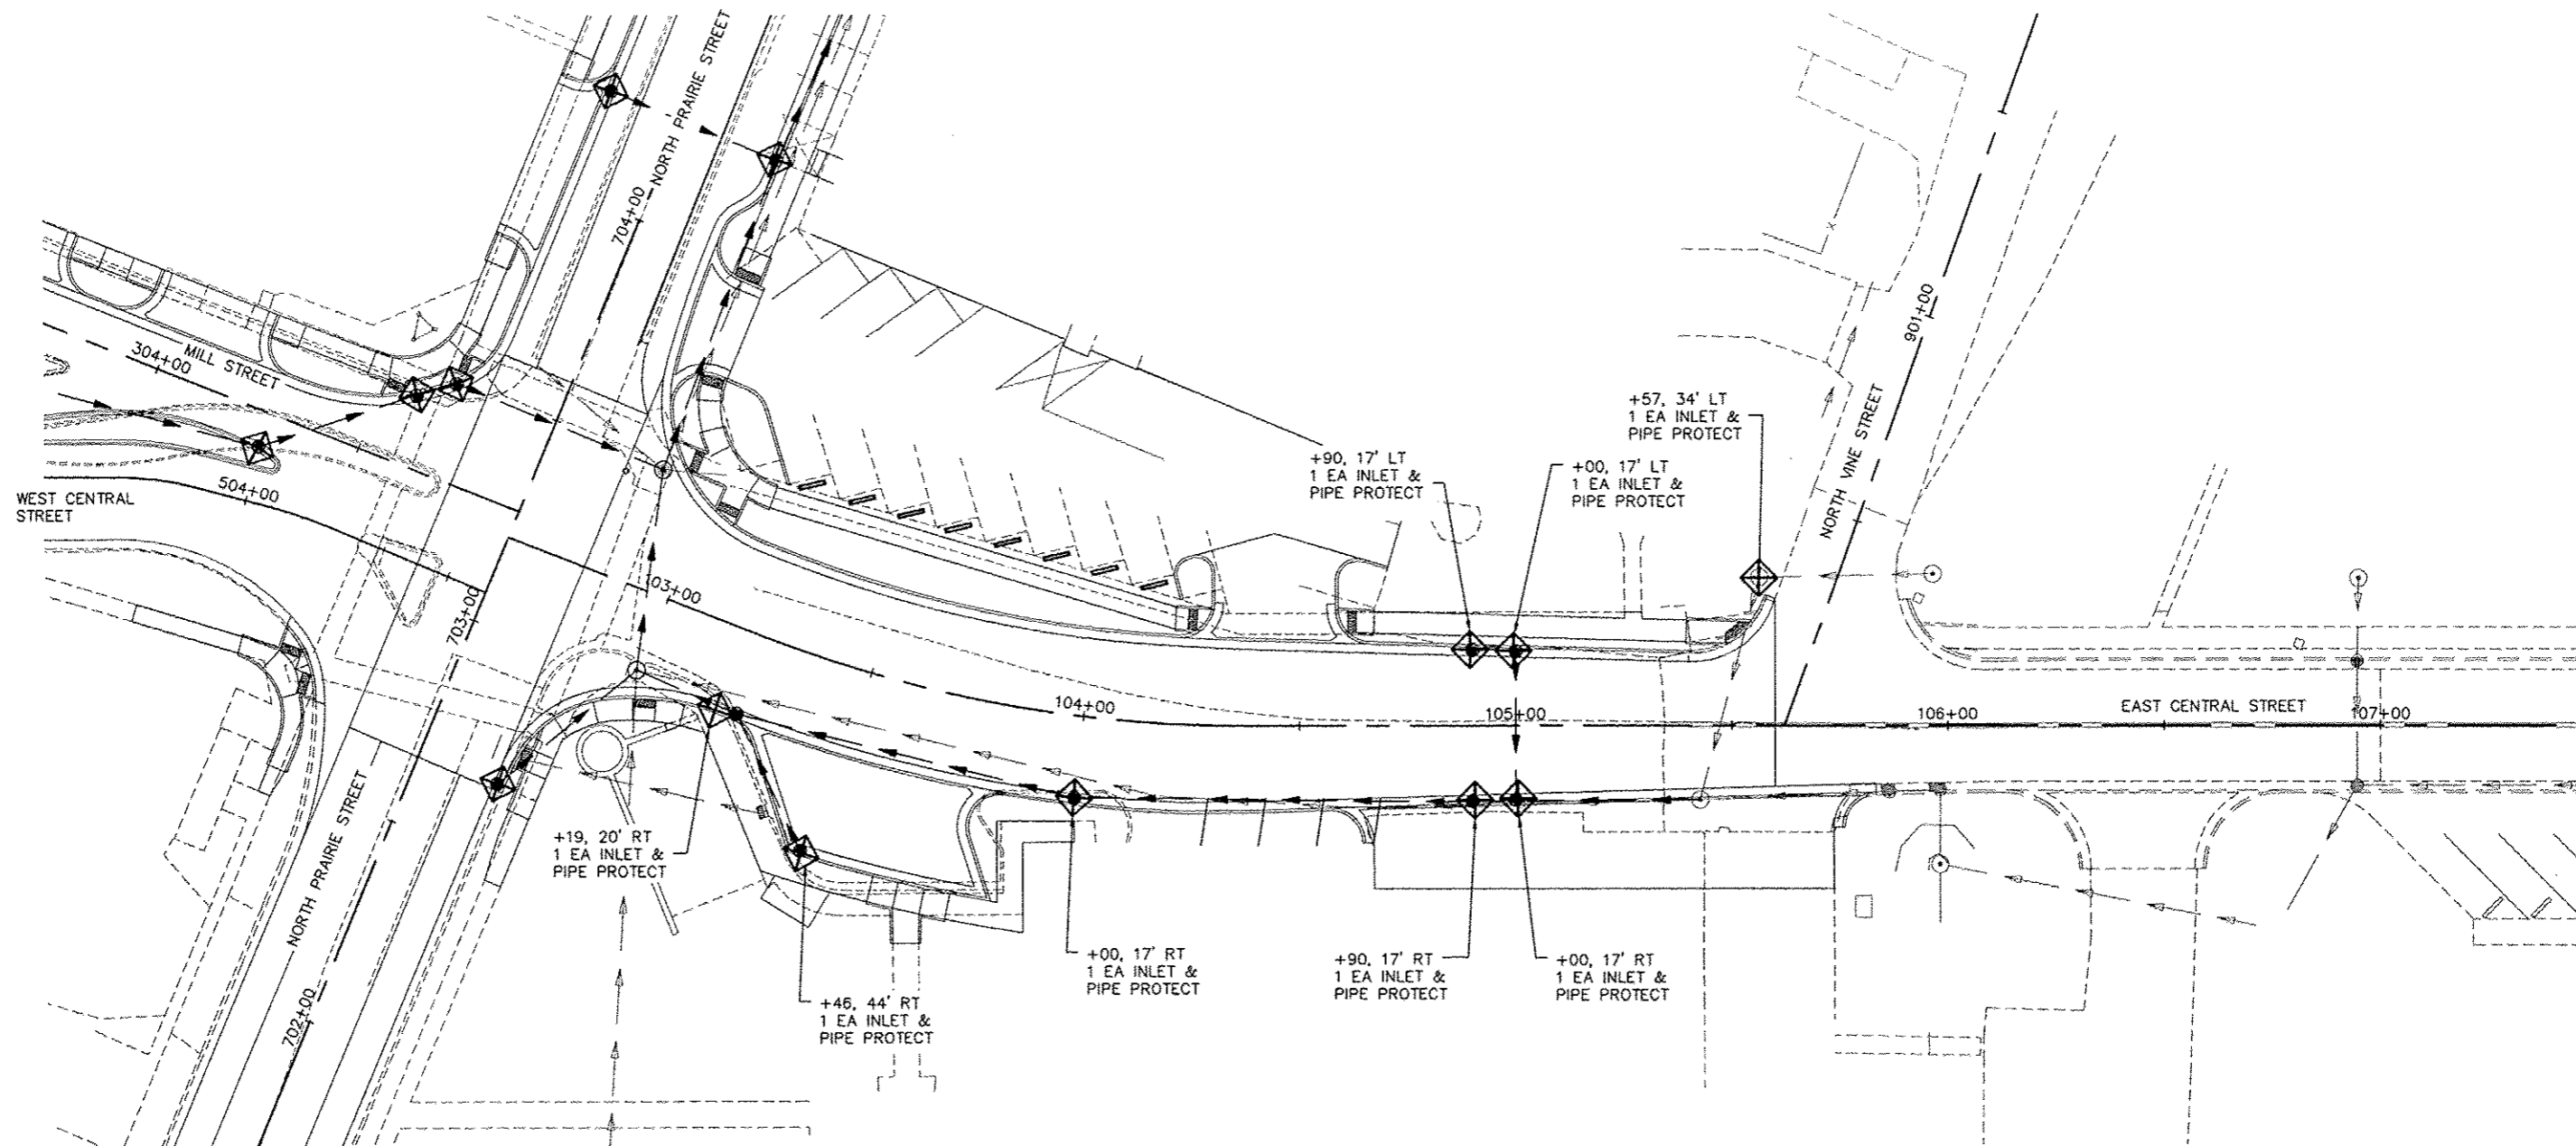 NORTH PRAIRIE STREET
704+00
MILL STREET
304+00
WEST CENTRAL
STREET
504+00
703+00
103+00
NORTH PRAIRIE STREET
702+00
+19, 20' RT
1 EA INLET &
PIPE PROTECT
+46, 44' RT
1 EA INLET &
PIPE PROTECT
104+00
+00, 17' RT
1 EA INLET &
PIPE PROTECT
+90, 17' LT
1 EA INLET &
PIPE PROTECT
+00, 17' LT
1 EA INLET &
PIPE PROTECT
+57, 34' LT
1 EA INLET &
PIPE PROTECT
105+00
+90, 17' RT
1 EA INLET &
PIPE PROTECT
+00, 17' RT
1 EA INLET &
PIPE PROTECT
901+00
NORTH VINE STREET
106+00
EAST CENTRAL STREET
107+00